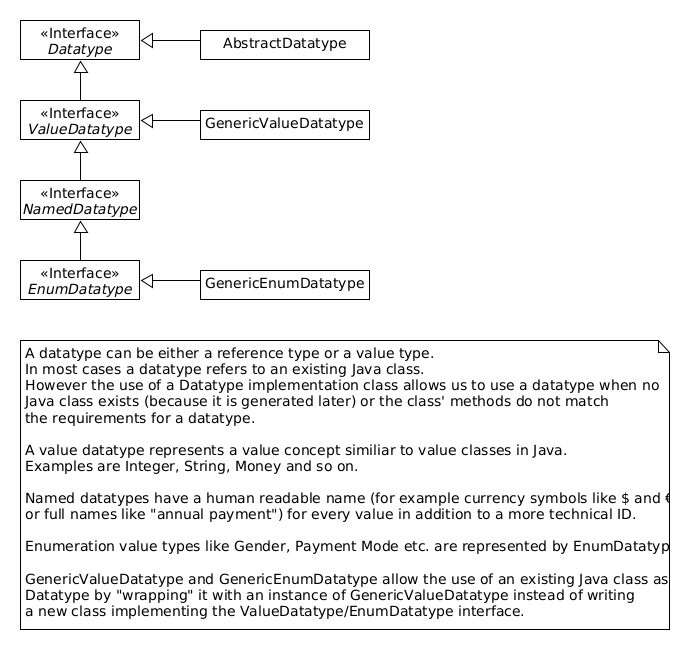 «Interface»
Datatype
AbstractDatatype
«Interface»
ValueDatatype
GenericValueDatatype
«Interface»
NamedDatatype
«Interface»
EnumDatatype
GenericEnumDatatype
A datatype can be either a reference type or a value type.
In most cases a datatype refers to an existing Java class.
However the use of a Datatype implementation class allows us to use a datatype when no
Java class exists (because it is generated later) or the class' methods do not match
the requirements for a datatype.
A value datatype represents a value concept similiar to value classes in Java.
Examples are Integer, String, Money and so on.
Named datatypes have a human readable name (for example currency symbols like $ and €
or full names like "annual payment") for every value in addition to a more technical ID.
Enumeration value types like Gender, Payment Mode etc. are represented by EnumDatatyp
GenericValueDatatype and GenericEnumDatatype allow the use of an existing Java class as
Datatype by "wrapping" it with an instance of GenericValueDatatype instead of writing
a new class implementing the ValueDatatype/EnumDatatype interface.